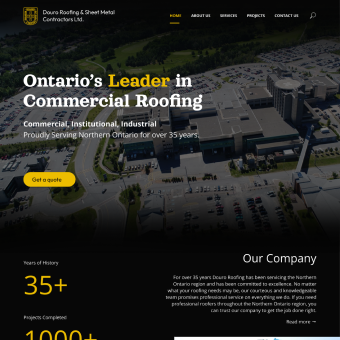 Douro Roofing & Sheet Metal
Contractors Ltd.
HOME
ABOUT US
SERVICES
PROJECTS
CONTACT US
Ontario's Leader in
Commercial Roofing
Commercial, Institutional, Industrial
Proudly Serving Northern Ontario for over 35 years.
Get a quote
Years of History
35+
Projects Completed
1000+
Our Company
For over 35 years Douro Roofing has been servicing the Northern
Ontario region and has been committed to excellence. No matter
what your roofing needs may be, our courteous and knowledgeable
team promises professional service on everything we do. If you need
professional roofers throughout the Northern Ontario region, you
can trust our company to get the job done right.
Read more →